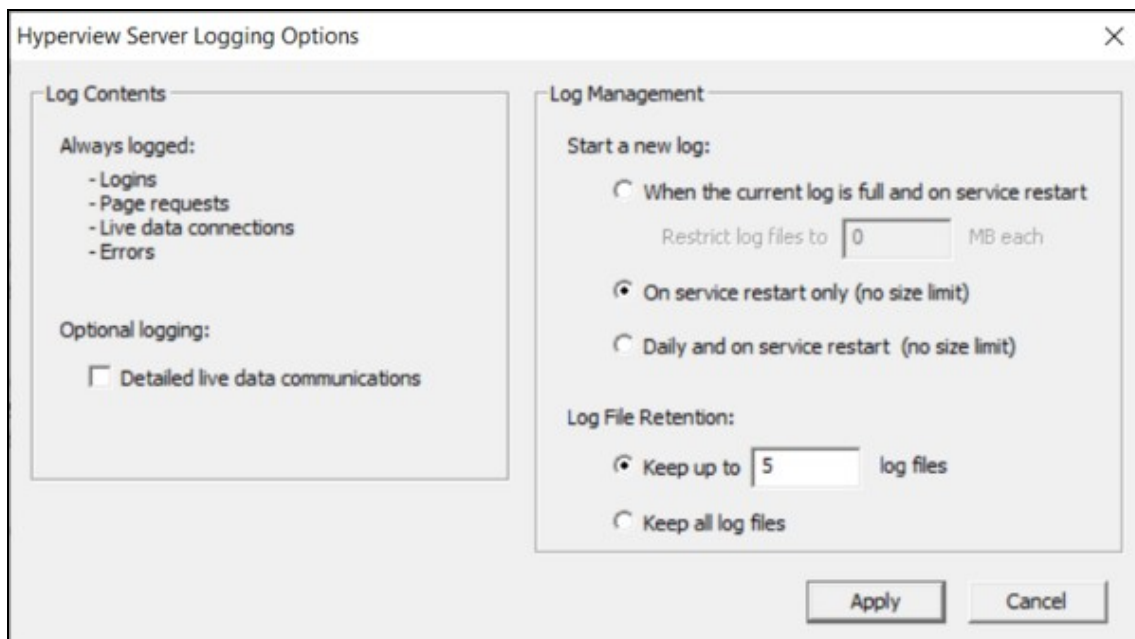 Hyperview Server Logging Options
Log Contents
Always logged:
- Logins
- Page requests
- Live data connections
- Errors
Optional logging:
Detailed live data communications
Log Management
Start a new log:
When the current log is full and on service restart
Restrict log files to 0 MB each
On service restart only (no size limit)
Daily and on service restart (no size limit)
Log File Retention:
Keep up to 5 log files
Keep all log files
Apply Cancel